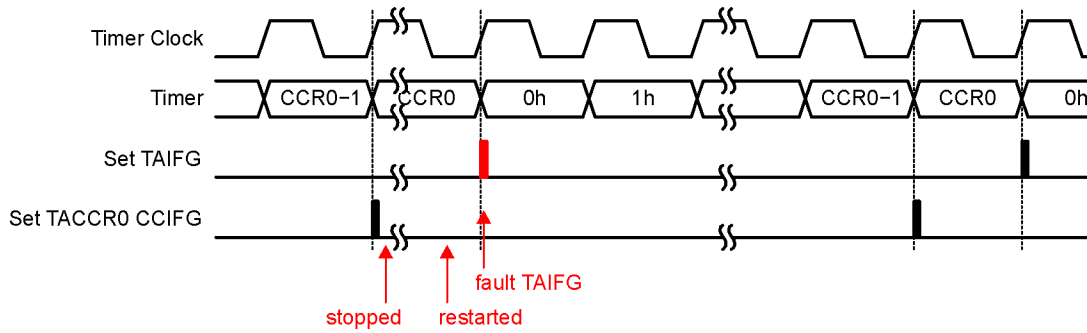 Timer Clock
Timer CCR0−1 CCR0 0h 1h CCR0−1 CCR0 0h
Set TAIFG
Set TACCR0 CCIFG
fault TAIFG
stopped restarted